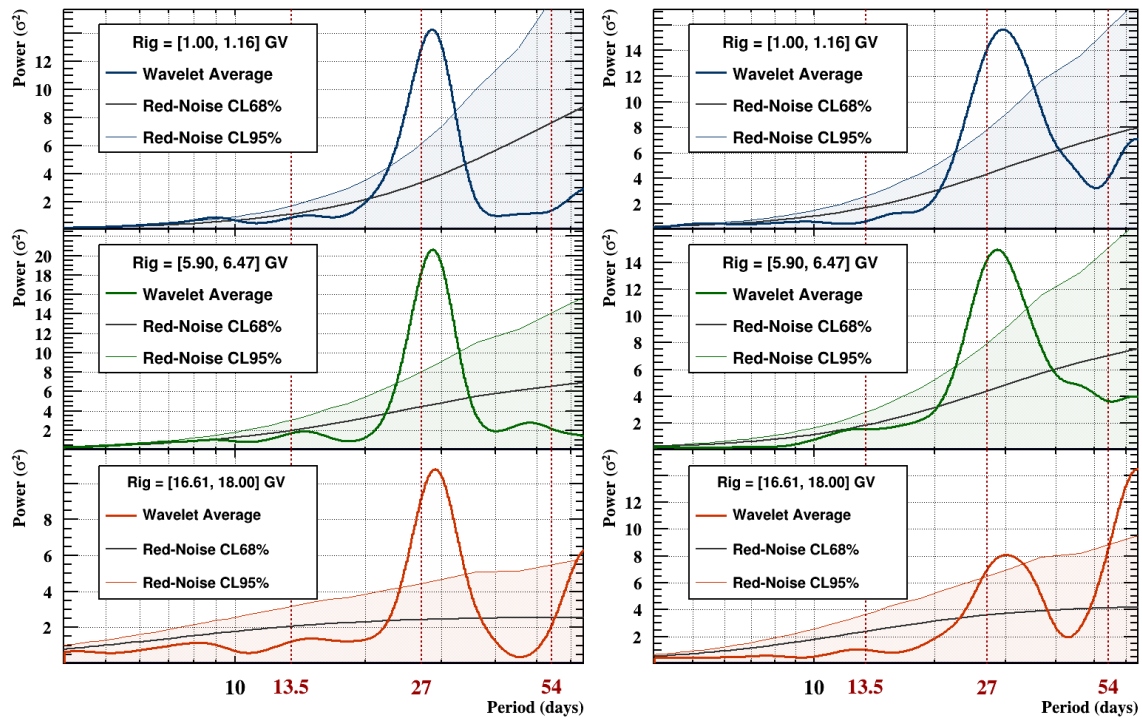 Power (σ²)
12
10
8
6
4
2
Rig = [1.00, 1.16] GV
Wavelet Average
Red-Noise CL68%
Red-Noise CL95%
Power (σ²)
20
18
16
14
12
10
8
6
4
2
Rig = [5.90, 6.47] GV
Wavelet Average
Red-Noise CL68%
Red-Noise CL95%
Power (σ²)
8
6
4
2
Rig = [16.61, 18.00] GV
Wavelet Average
Red-Noise CL68%
Red-Noise CL95%
10
13.5
27
54
Period (days)
Power (σ²)
14
12
10
8
6
4
2
Rig = [1.00, 1.16] GV
Wavelet Average
Red-Noise CL68%
Red-Noise CL95%
Power (σ²)
14
12
10
8
6
4
2
Rig = [5.90, 6.47] GV
Wavelet Average
Red-Noise CL68%
Red-Noise CL95%
Power (σ²)
12
10
8
6
4
2
Rig = [16.61, 18.00] GV
Wavelet Average
Red-Noise CL68%
Red-Noise CL95%
10
13.5
27
54
Period (days)